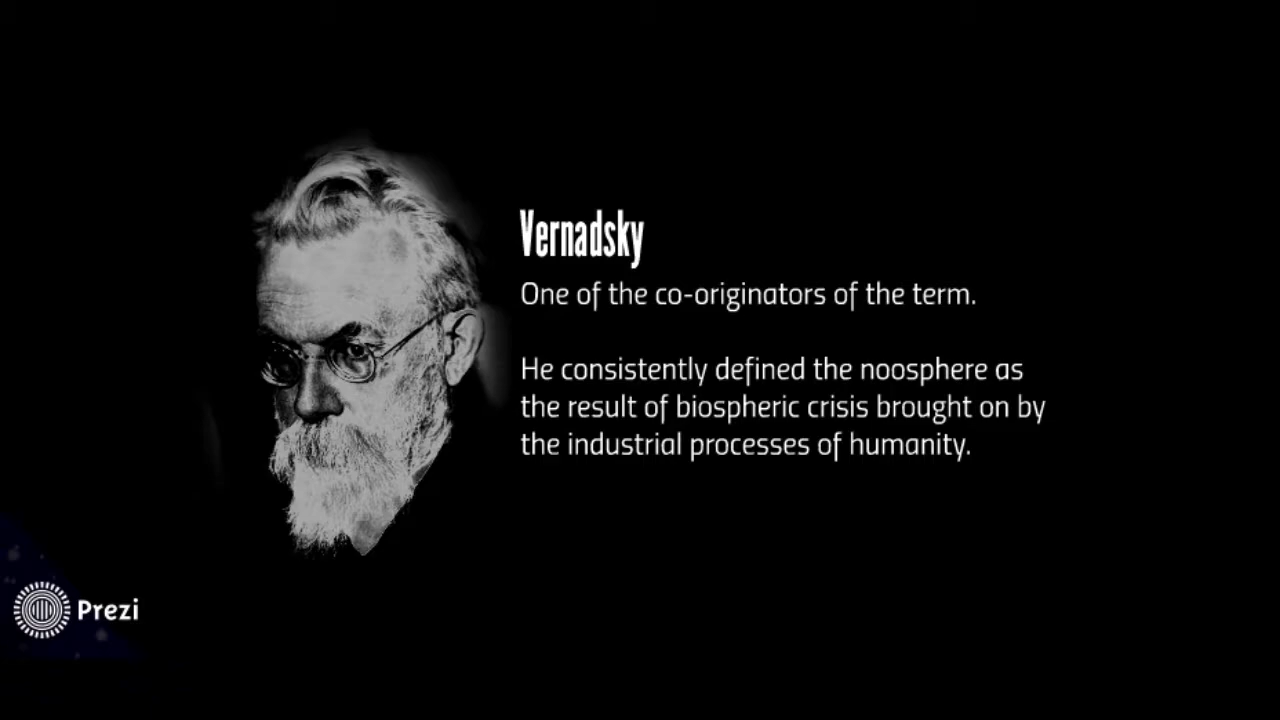 Vernadsky
One of the co-originators of the term.
He consistently defined the noosphere as
the result of biospheric crisis brought on by
the industrial processes of humanity.
Prezi